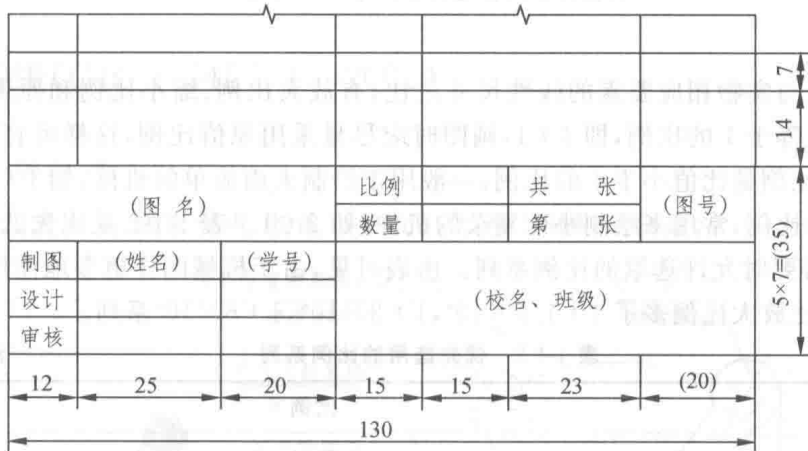 7
14
(图 名) 比例 共 张 (图号)
数量 第 张
5×7=(35)
制图 (姓名) (学号) (校名、班级)
设计
审核
12 25 20 15 15 23 (20)
130